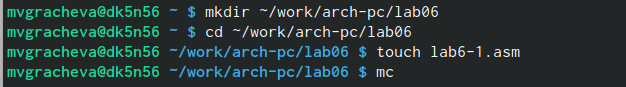 mvgracheva@dk5n56 ~ $ mkdir ~/work/arch-pc/lab06
mvgracheva@dk5n56 ~ $ cd ~/work/arch-pc/lab06
mvgracheva@dk5n56 ~/work/arch-pc/lab06 $ touch lab6-1.asm
mvgracheva@dk5n56 ~/work/arch-pc/lab06 $ mc